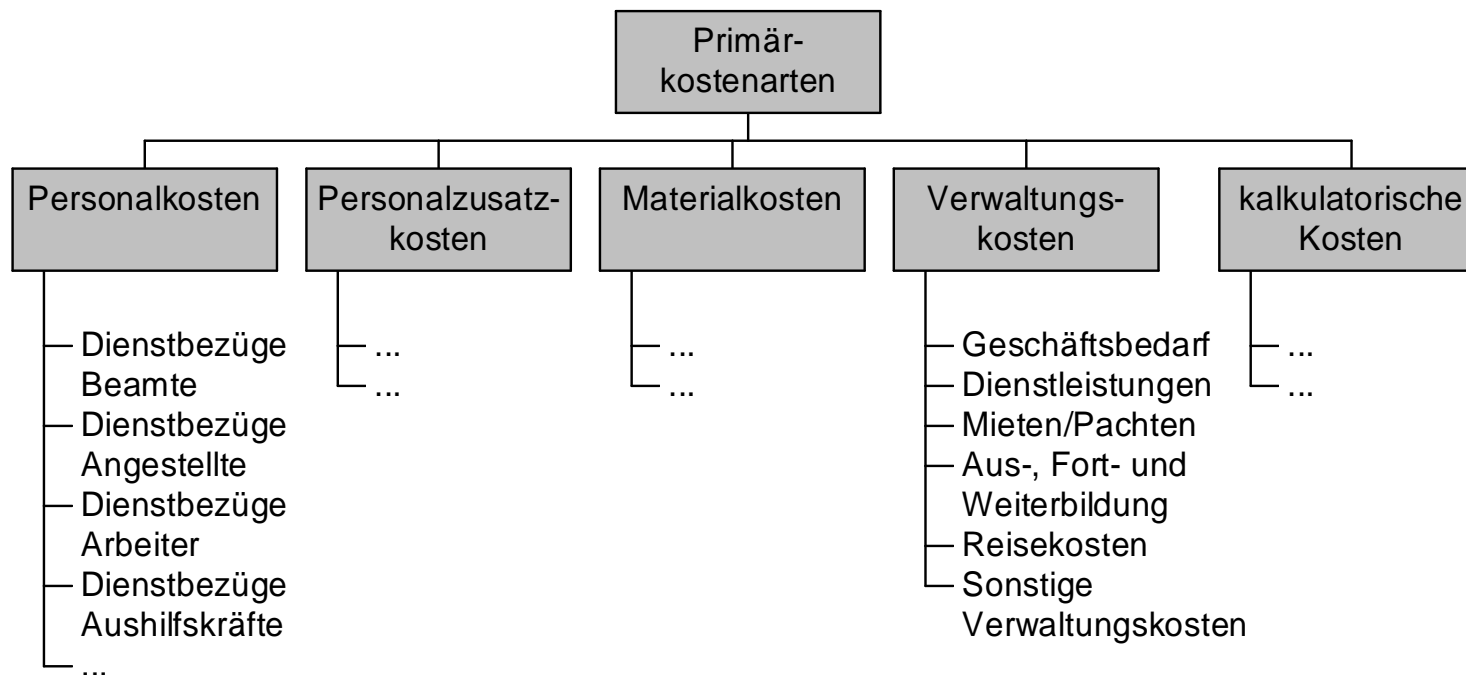 Primär-
kostenarten
Personalkosten
Personalzusatz-
kosten
Materialkosten
Verwaltungs-
kosten
kalkulatorische
Kosten
Dienstbezüge
Beamte
Dienstbezüge
Angestellte
Dienstbezüge
Arbeiter
Dienstbezüge
Aushilfskräfte
...
...
...
...
...
Geschäftsbedarf
Dienstleistungen
Mieten/Pachten
Aus-, Fort- und
Weiterbildung
Reisekosten
Sonstige
Verwaltungskosten
...
...